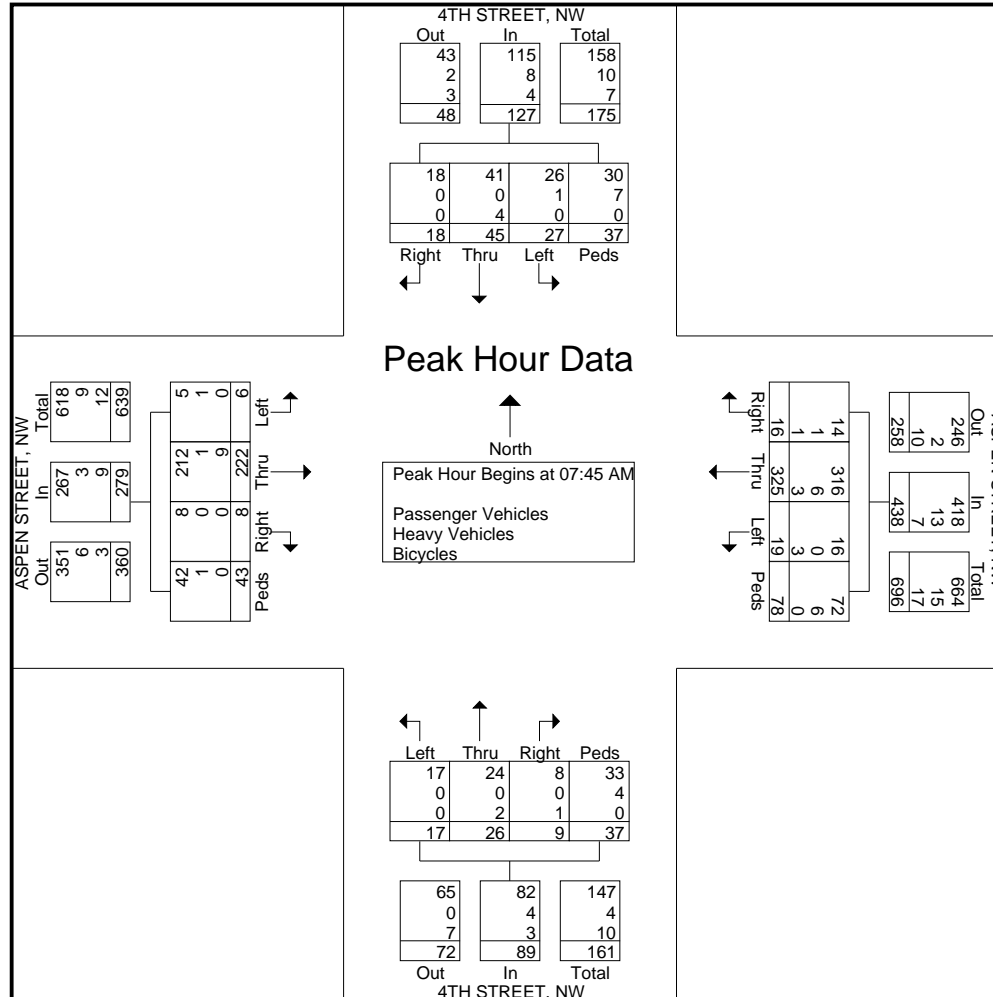 4TH STREET, NW
Out In Total
43 115 158
2 8 10
3 4 7
48 127 175
18 41 26 30
0 0 1 7
0 4 0 0
18 45 27 37
Right Thru Left Peds
Peak Hour Data
North
Peak Hour Begins at 07:45 AM
Passenger Vehicles
Heavy Vehicles
Bicycles
ASPEN STREET, NW
Out In Total
351 267 618
6 3 9
3 9 12
360 279 639
42 8 212 5
1 0 1 1
0 0 9 0
43 8 222 6
Peds Right Thru Left
Out In Total
246 418 664
2 13 15
10 7 17
258 438 696
14 316 16 72
1 6 0 6
1 3 3 0
16 325 19 78
Right Thru Left Peds
Left Thru Right Peds
17 24 8 33
0 0 0 4
0 2 1 0
17 26 9 37
65 82 147
0 4 4
7 3 10
72 89 161
Out In Total
4TH STREET, NW